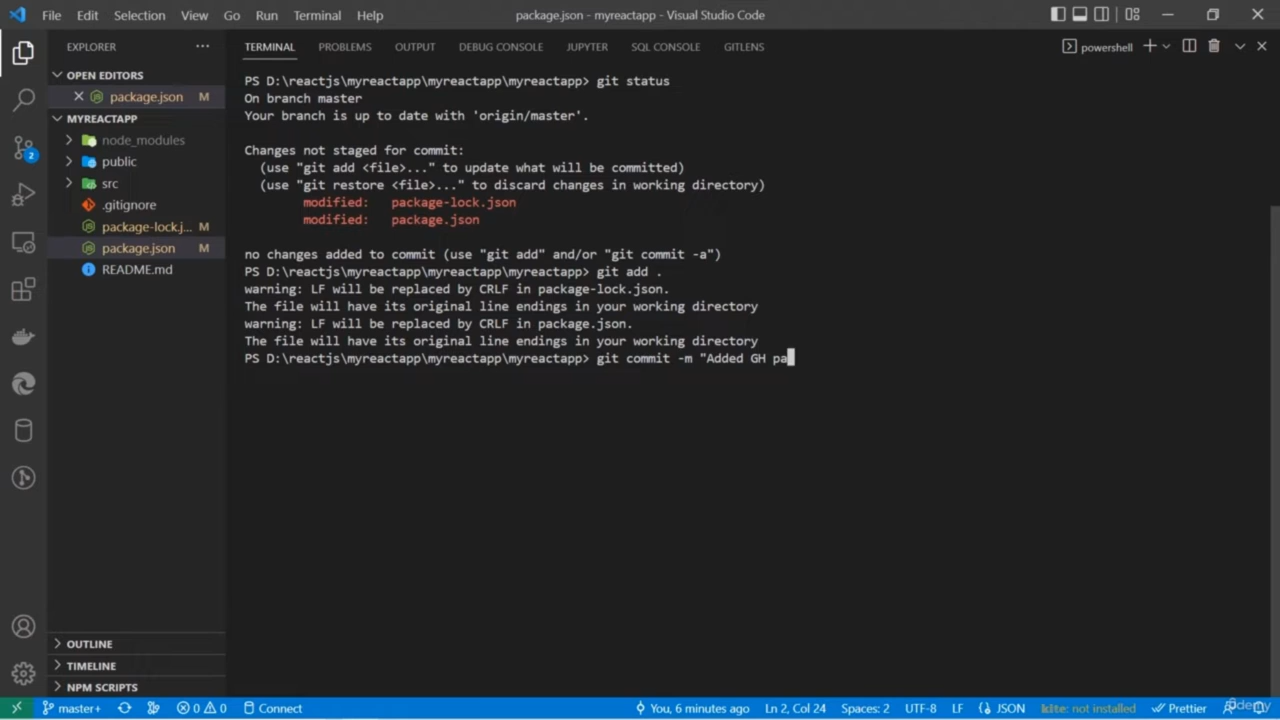 File Edit Selection View Go Run Terminal Help
package.json - myreactapp - Visual Studio Code
EXPLORER
OPEN EDITORS
package.json M
MYREACTAPP
node_modules
public
src
.gitignore
package-lock.j... M
package.json M
README.md
OUTLINE
TIMELINE
NPM SCRIPTS
2
TERMINAL PROBLEMS OUTPUT DEBUG CONSOLE JUPYTER SQL CONSOLE GITLENS
powershell
PS D:\reactjs\myreactapp\myreactapp\myreactapp> git status
On branch master
Your branch is up to date with 'origin/master'.
Changes not staged for commit:
(use "git add <file>..." to update what will be committed)
(use "git restore <file>..." to discard changes in working directory)
modified: package-lock.json
modified: package.json
no changes added to commit (use "git add" and/or "git commit -a")
PS D:\reactjs\myreactapp\myreactapp\myreactapp> git add .
warning: LF will be replaced by CRLF in package-lock.json.
The file will have its original line endings in your working directory
warning: LF will be replaced by CRLF in package.json.
The file will have its original line endings in your working directory
PS D:\reactjs\myreactapp\myreactapp\myreactapp> git commit -m "Added GH pa
master+ 0 0 Connect
You, 6 minutes ago Ln 2, Col 24 Spaces: 2 UTF-8 LF JSON kite: not installed Prettier
Udemy